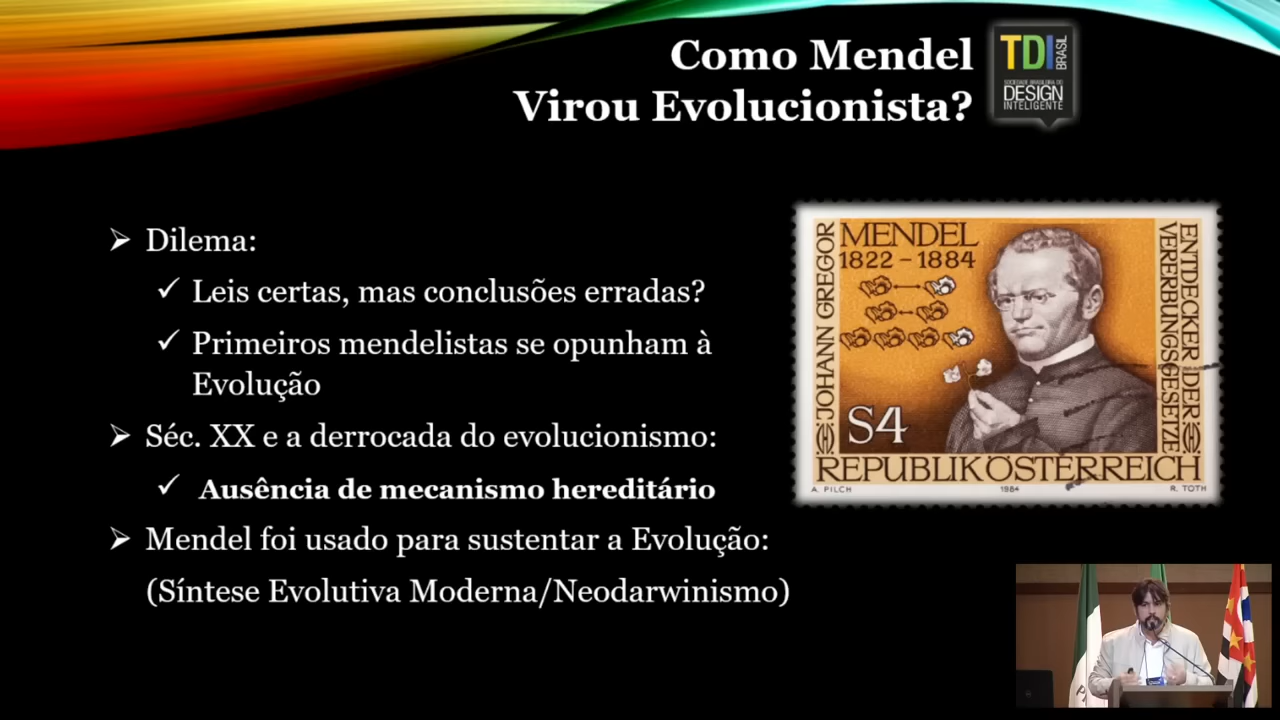 Como Mendel
Virou Evolucionista?
TDI
BRASIL
SOCIEDADE BRASILEIRA DO
DESIGN
INTELIGENTE
Dilema:
Leis certas, mas conclusões erradas?
Primeiros mendelistas se opunham à
Evolução
Séc. XX e a derrocada do evolucionismo:
Ausência de mecanismo hereditário
Mendel foi usado para sustentar a Evolução:
(Síntese Evolutiva Moderna/Neodarwinismo)
JOHANN GREGOR
MENDEL
1822 – 1884
ENTDECKER DER
VERERBUNGSGESETZE
S4
REPUBLIK ÖSTERREICH
A. PILCH
1984
R. TOTH